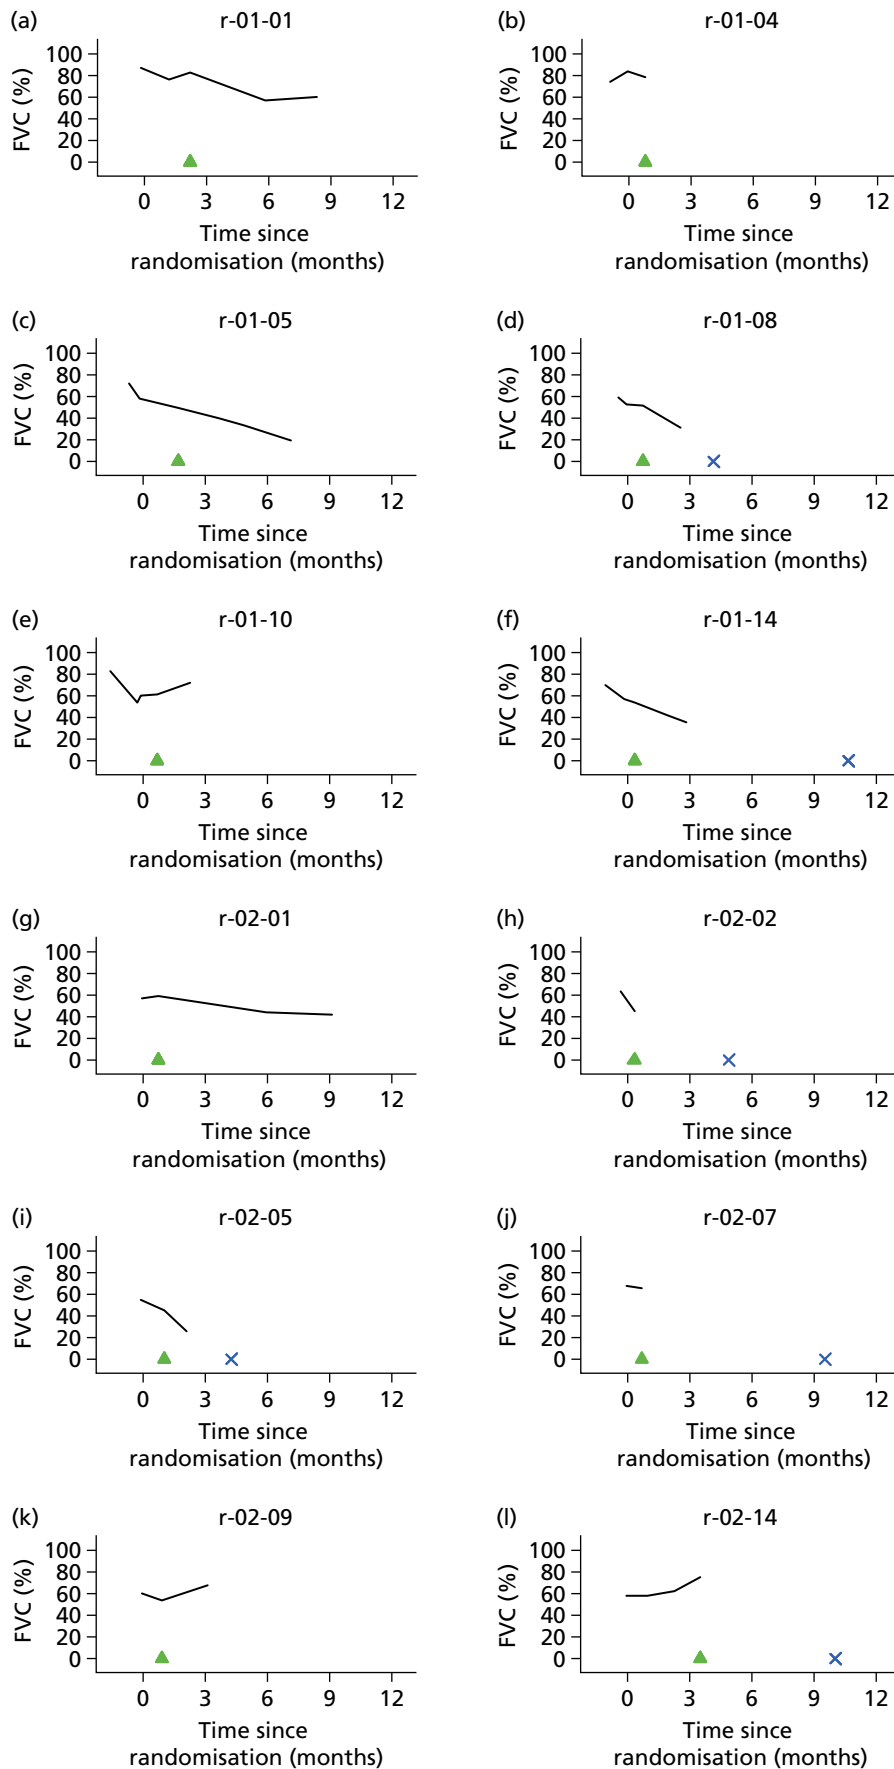 (a) r-01-01
FVC (%)
100
80
60
40
20
0
0 3 6 9 12
Time since
randomisation (months)
(b) r-01-04
FVC (%)
100
80
60
40
20
0
0 3 6 9 12
Time since
randomisation (months)
(c) r-01-05
FVC (%)
100
80
60
40
20
0
0 3 6 9 12
Time since
randomisation (months)
(d) r-01-08
FVC (%)
100
80
60
40
20
0
0 3 6 9 12
Time since
randomisation (months)
(e) r-01-10
FVC (%)
100
80
60
40
20
0
0 3 6 9 12
Time since
randomisation (months)
(f) r-01-14
FVC (%)
100
80
60
40
20
0
0 3 6 9 12
Time since
randomisation (months)
(g) r-02-01
FVC (%)
100
80
60
40
20
0
0 3 6 9 12
Time since
randomisation (months)
(h) r-02-02
FVC (%)
100
80
60
40
20
0
0 3 6 9 12
Time since
randomisation (months)
(i) r-02-05
FVC (%)
100
80
60
40
20
0
0 3 6 9 12
Time since
randomisation (months)
(j) r-02-07
FVC (%)
100
80
60
40
20
0
0 3 6 9 12
Time since
randomisation (months)
(k) r-02-09
FVC (%)
100
80
60
40
20
0
0 3 6 9 12
Time since
randomisation (months)
(l) r-02-14
FVC (%)
100
80
60
40
20
0
0 3 6 9 12
Time since
randomisation (months)